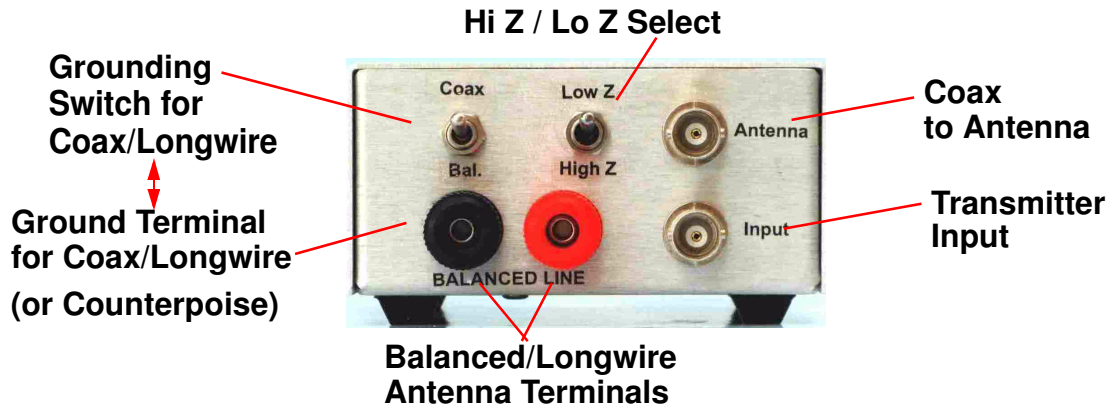 Hi Z / Lo Z Select
Grounding
Switch for
Coax/Longwire
Ground Terminal
for Coax/Longwire
(or Counterpoise)
Coax
Low Z
Bal.
High Z
Antenna
Input
BALANCED LINE
Coax
to Antenna
Transmitter
Input
Balanced/Longwire
Antenna Terminals